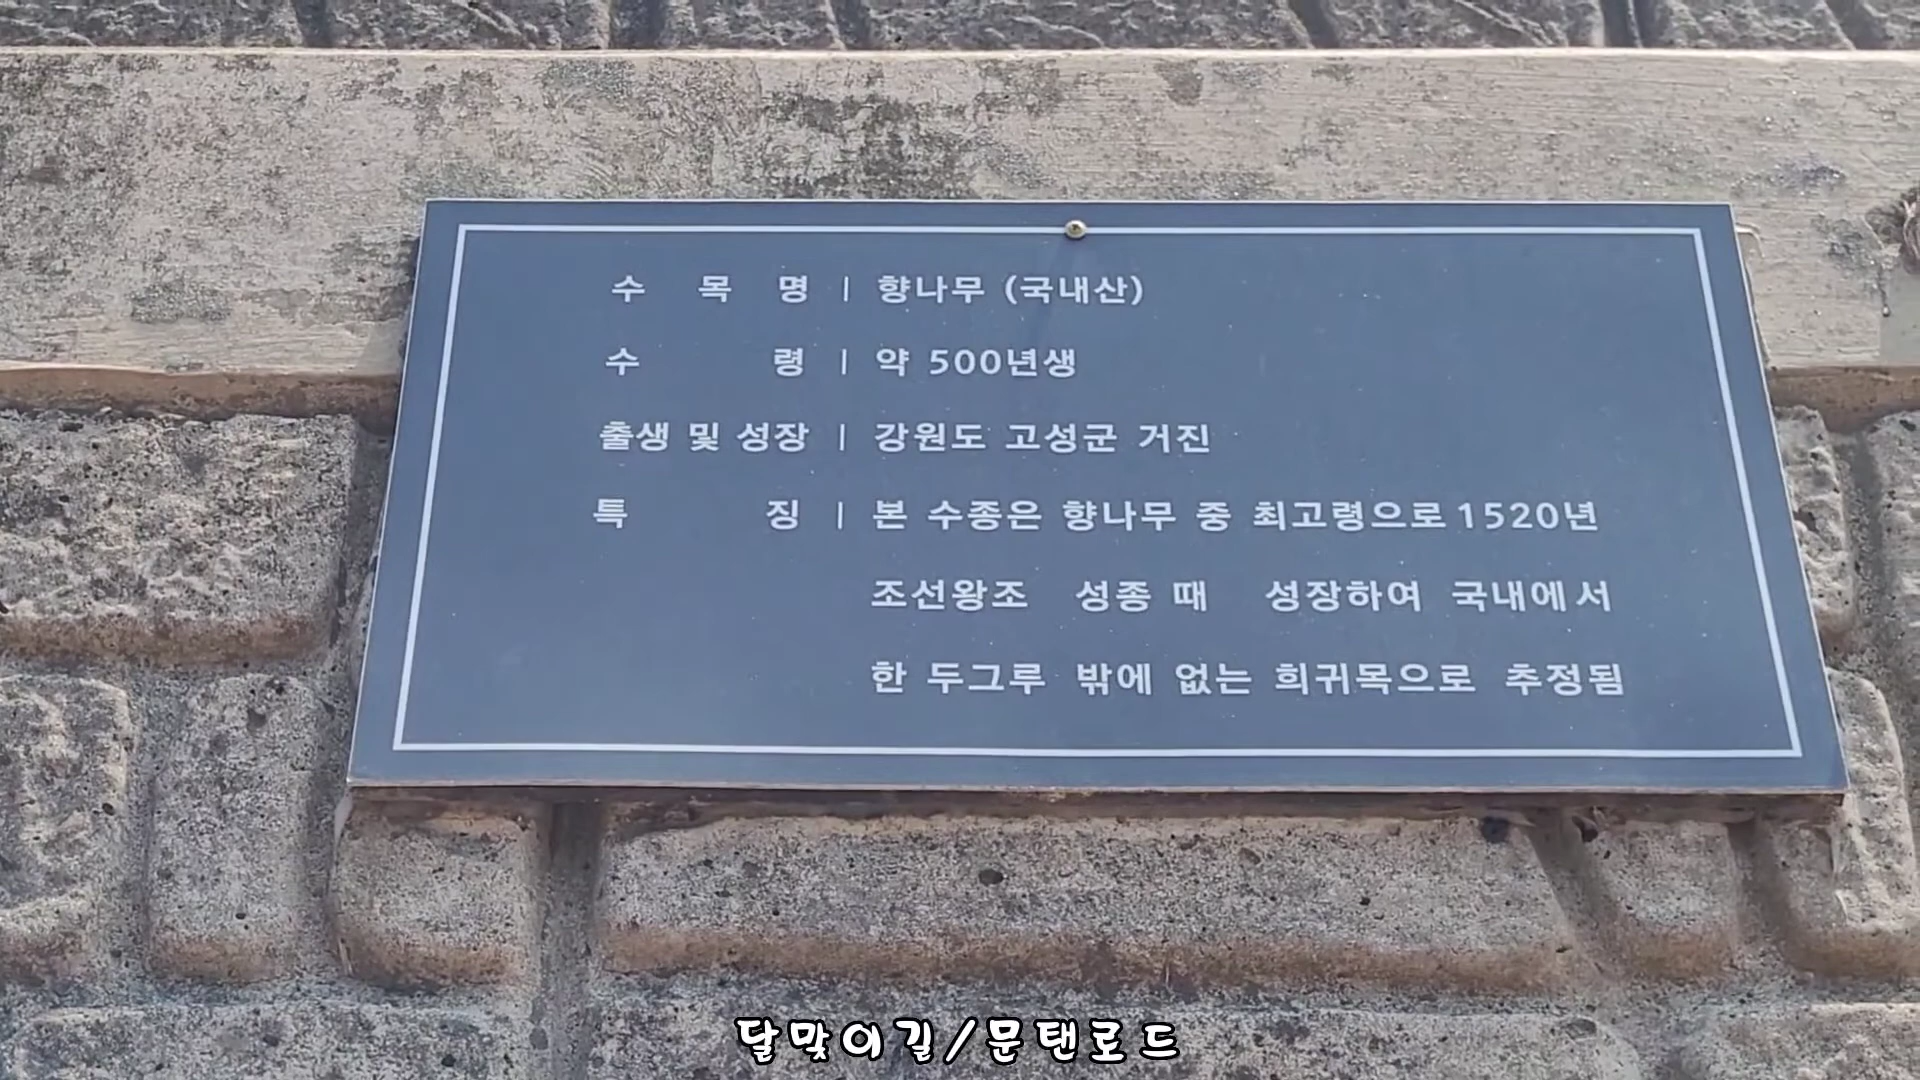 수 목 명 | 향나무 (국내산)
수 령 | 약 500년생
출생 및 성장 | 강원도 고성군 거진
특 징 | 본 수종은 향나무 중 최고령으로 1520년
조선왕조 성종 때 성장하여 국내에서
한 두그루 밖에 없는 희귀목으로 추정됨
달맞이길/문탠로드